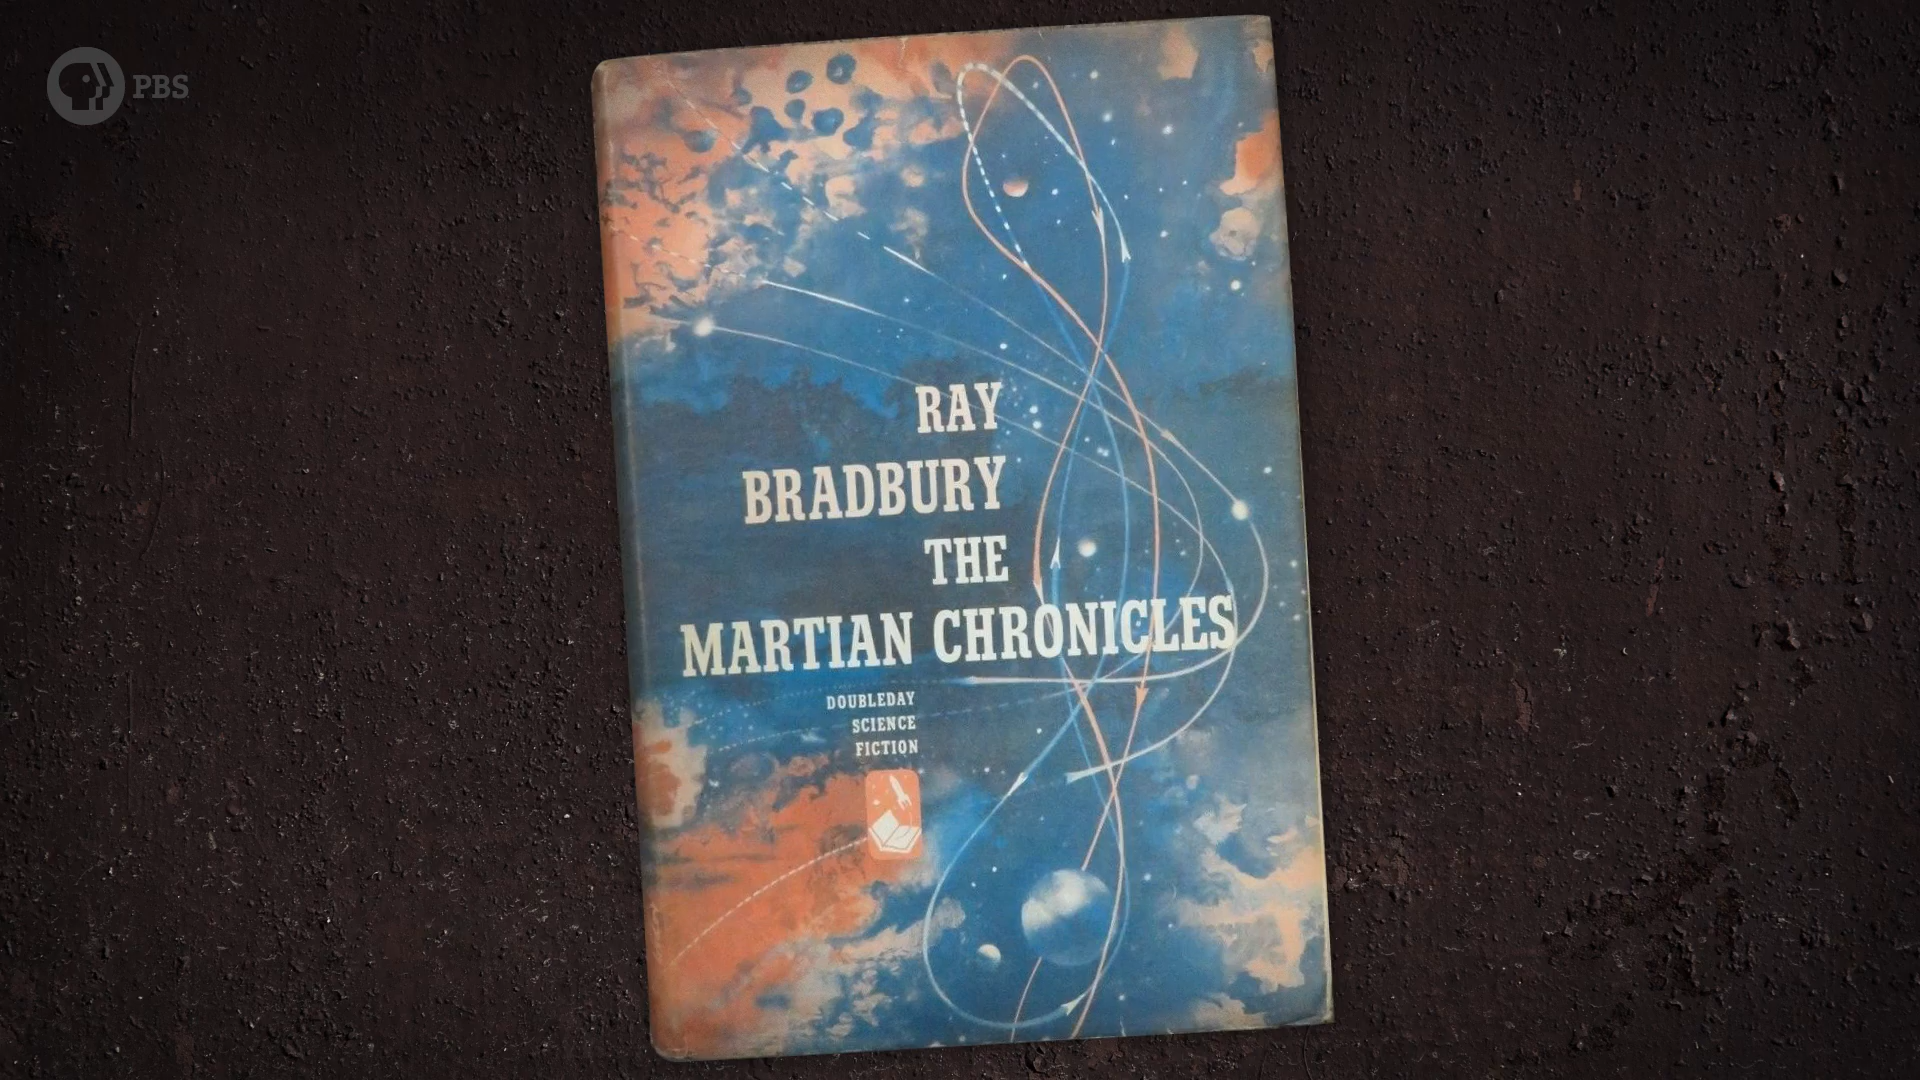 PBS
RAY
BRADBURY
THE
MARTIAN CHRONICLES
DOUBLEDAY
SCIENCE
FICTION